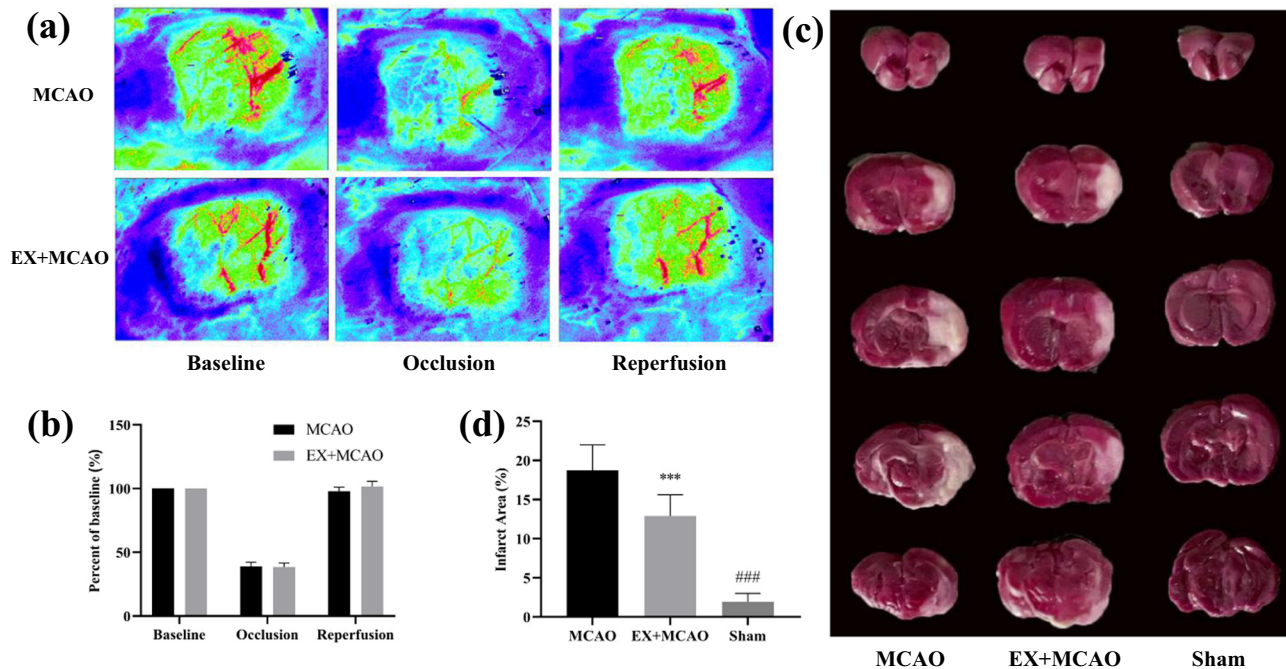 (a)
MCAO
EX+MCAO
Baseline Occlusion Reperfusion
(b)
Percent of baseline (%)
150
100
50
0
MCAO
EX+MCAO
Baseline Occlusion Reperfusion
(d)
Infarct Area (%)
25
20
15
10
5
0
***
###
MCAO EX+MCAO Sham
(c)
MCAO EX+MCAO Sham